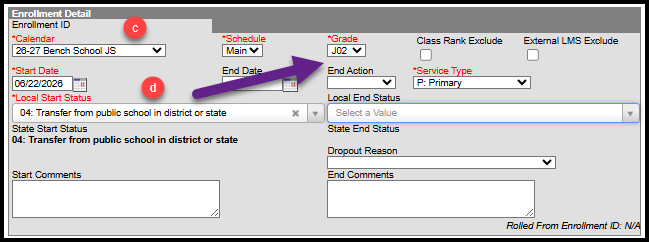 Enrollment Detail
Enrollment ID
c
*Calendar *Schedule *Grade Class Rank Exclude External LMS Exclude
26-27 Bench School JS Main J02
*Start Date d End Date End Action *Service Type
06/22/2026 P: Primary
*Local Start Status Local End Status
04: Transfer from public school in district or state Select a Value
State Start Status State End Status
04: Transfer from public school in district or state
Dropout Reason
Start Comments End Comments
Rolled From Enrollment ID: N/A